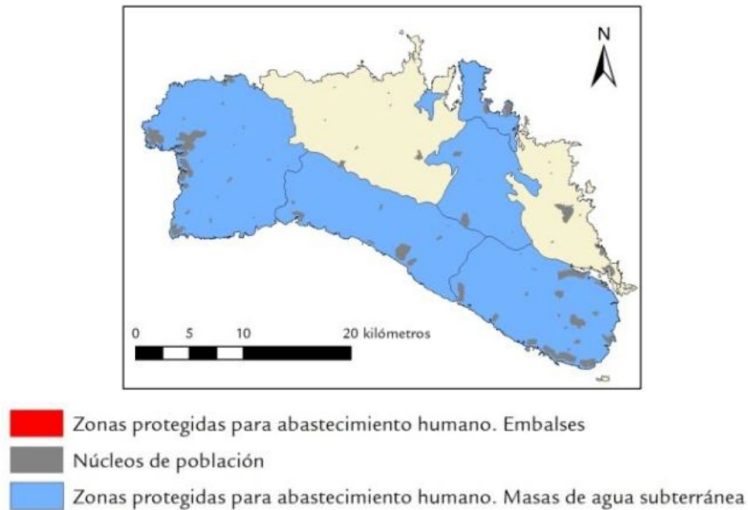 N
0 5 10 20 kilómetros
Zonas protegidas para abastecimiento humano. Embalses
Núcleos de población
Zonas protegidas para abastecimiento humano. Masas de agua subterránea